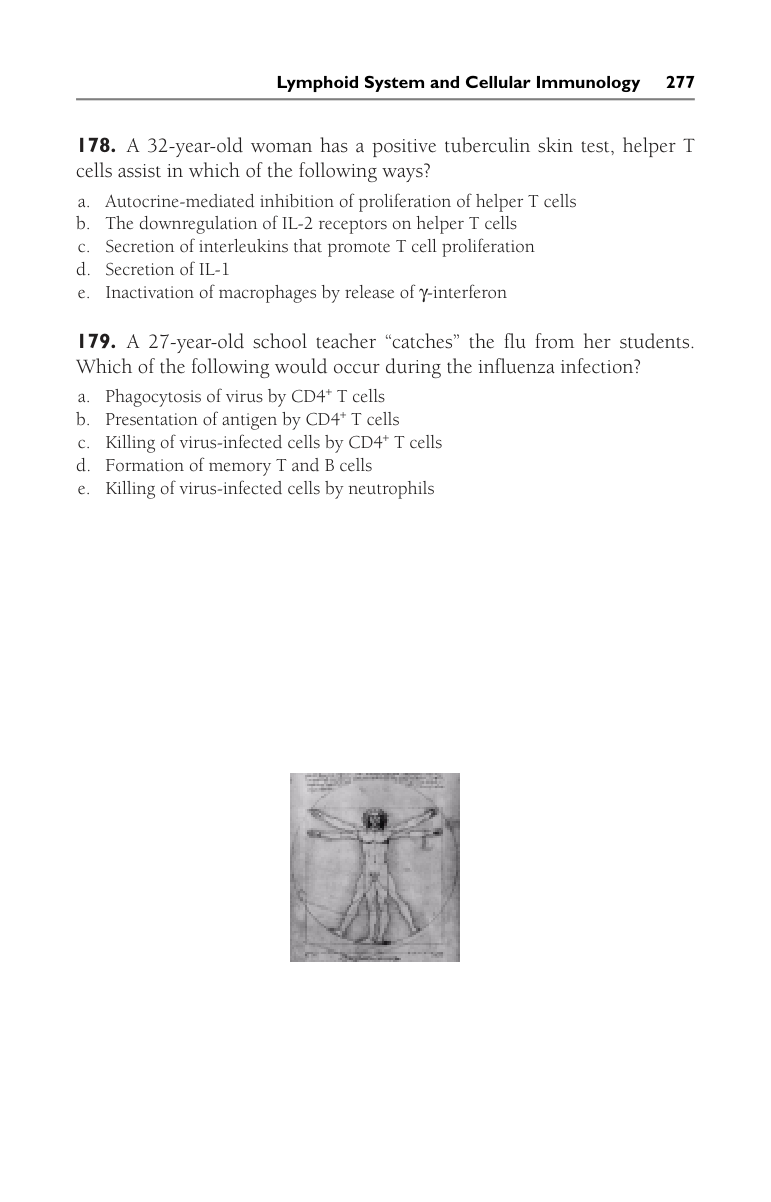 Lymphoid System and Cellular Immunology 277
178. A 32-year-old woman has a positive tuberculin skin test, helper T
cells assist in which of the following ways?
a. Autocrine-mediated inhibition of proliferation of helper T cells
b. The downregulation of IL-2 receptors on helper T cells
c. Secretion of interleukins that promote T cell proliferation
d. Secretion of IL-1
e. Inactivation of macrophages by release of γ-interferon
179. A 27-year-old school teacher “catches” the flu from her students.
Which of the following would occur during the influenza infection?
a. Phagocytosis of virus by CD4⁺ T cells
b. Presentation of antigen by CD4⁺ T cells
c. Killing of virus-infected cells by CD4⁺ T cells
d. Formation of memory T and B cells
e. Killing of virus-infected cells by neutrophils